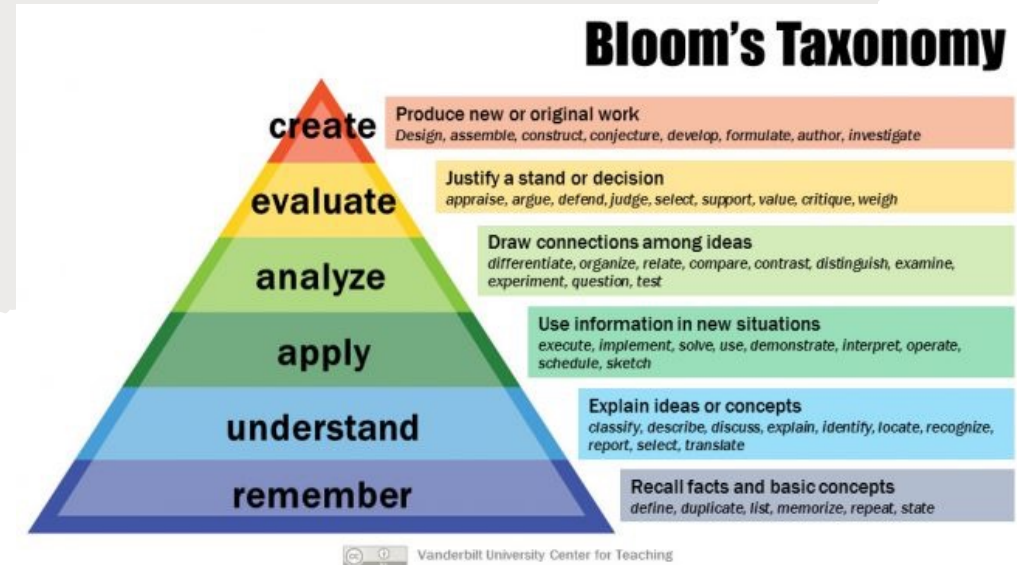 Bloom's Taxonomy
create
Produce new or original work
Design, assemble, construct, conjecture, develop, formulate, author, investigate
evaluate
Justify a stand or decision
appraise, argue, defend, judge, select, support, value, critique, weigh
analyze
Draw connections among ideas
differentiate, organize, relate, compare, contrast, distinguish, examine,
experiment, question, test
apply
Use information in new situations
execute, implement, solve, use, demonstrate, interpret, operate,
schedule, sketch
understand
Explain ideas or concepts
classify, describe, discuss, explain, identify, locate, recognize,
report, select, translate
remember
Recall facts and basic concepts
define, duplicate, list, memorize, repeat, state
cc Vanderbilt University Center for Teaching